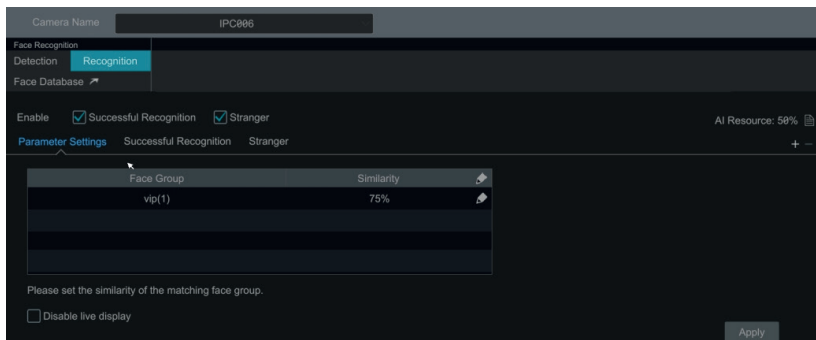 Camera Name IPC006
Face Recognition
Detection Recognition
Face Database
Enable Successful Recognition Stranger
AI Resource: 50%
Parameter Settings Successful Recognition Stranger
+ −
Face Group Similarity
vip(1) 75%
Please set the similarity of the matching face group.
Disable live display
Apply